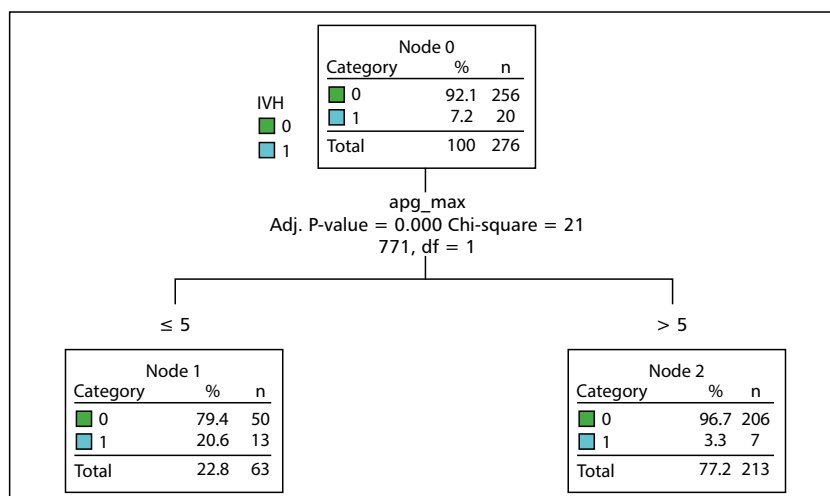 Node 0
Category % n
0 92.1 256
1 7.2 20
Total 100 276
IVH
0
1
apg_max
Adj. P-value = 0.000 Chi-square = 21
771, df = 1
≤ 5
> 5
Node 1
Category % n
0 79.4 50
1 20.6 13
Total 22.8 63
Node 2
Category % n
0 96.7 206
1 3.3 7
Total 77.2 213